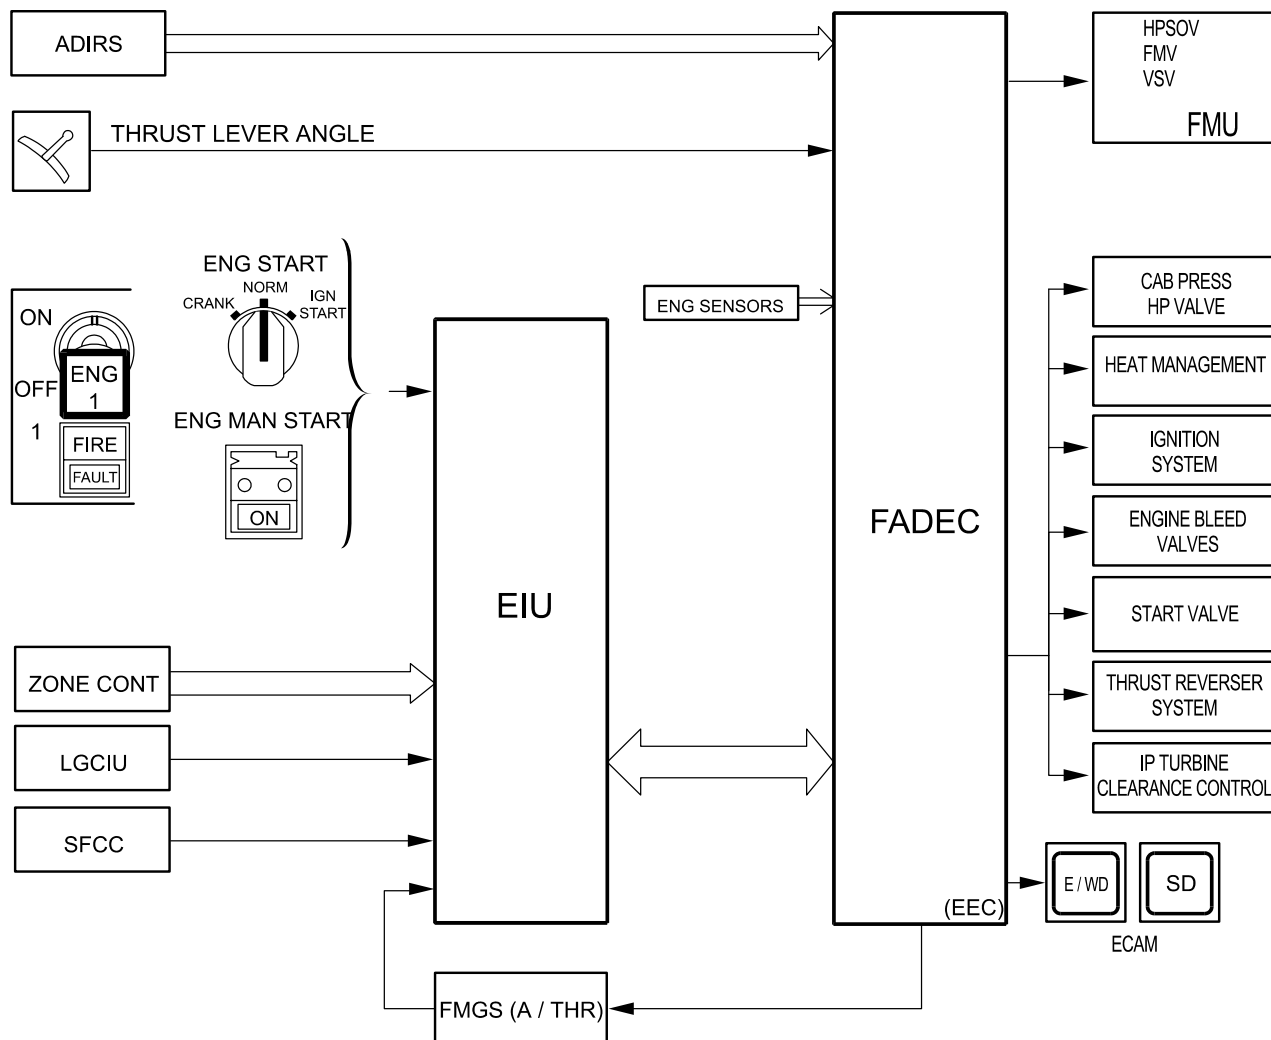 ADIRS
THRUST LEVER ANGLE
HPSOV
FMV
VSV
FMU
ENG START
NORM
CRANK
IGN
START
ON
OFF
1
ENG
1
FIRE
FAULT
ENG MAN START
ON
ENG SENSORS
EIU
FADEC
(EEC)
ZONE CONT
LGCIU
SFCC
FMGS (A / THR)
CAB PRESS
HP VALVE
HEAT MANAGEMENT
IGNITION
SYSTEM
ENGINE BLEED
VALVES
START VALVE
THRUST REVERSER
SYSTEM
IP TURBINE
CLEARANCE CONTROL
E / WD
SD
ECAM